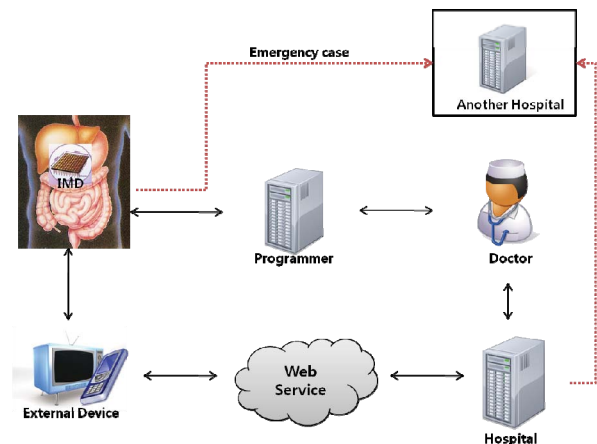 Emergency case
Another Hospital
IMD
Programmer
Doctor
External Device
Web
Service
Hospital